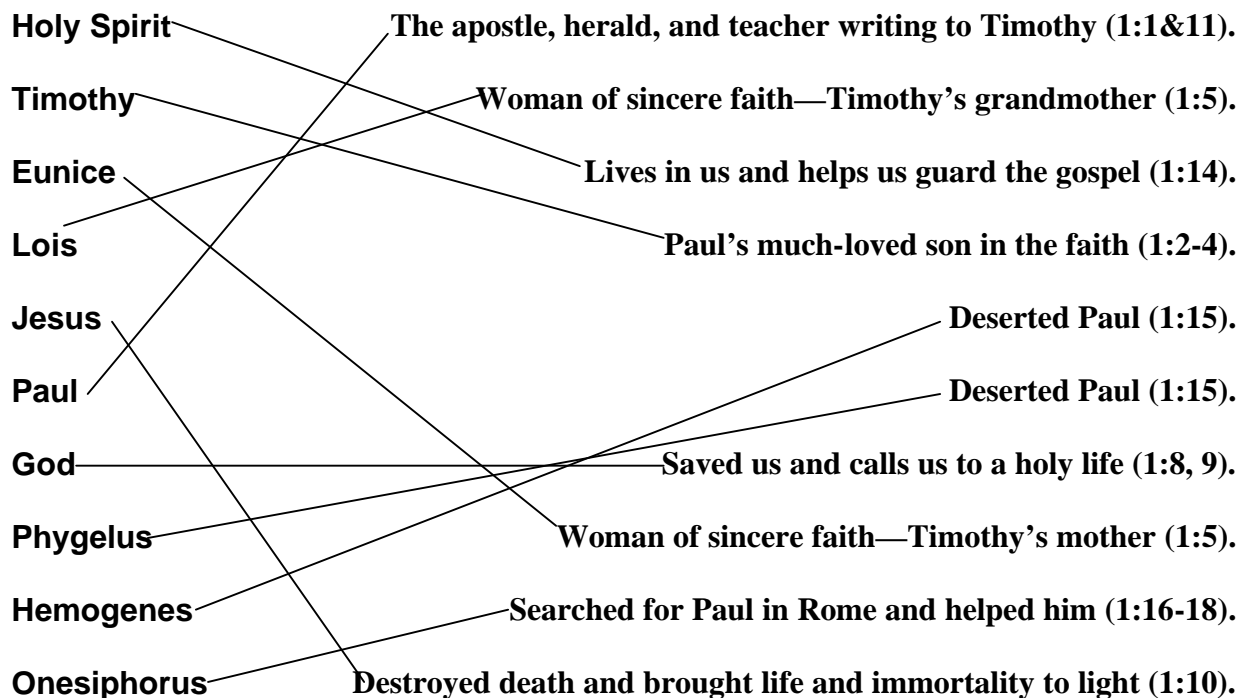 Holy Spirit The apostle, herald, and teacher writing to Timothy (1:1&11).
Timothy Woman of sincere faith—Timothy’s grandmother (1:5).
Eunice Lives in us and helps us guard the gospel (1:14).
Lois Paul’s much-loved son in the faith (1:2-4).
Jesus Deserted Paul (1:15).
Paul Deserted Paul (1:15).
God Saved us and calls us to a holy life (1:8, 9).
Phygelus Woman of sincere faith—Timothy’s mother (1:5).
Hemogenes Searched for Paul in Rome and helped him (1:16-18).
Onesiphorus Destroyed death and brought life and immortality to light (1:10).